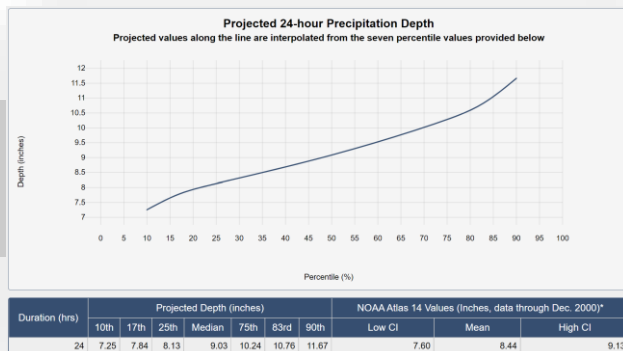 Projected 24-hour Precipitation Depth
Projected values along the line are interpolated from the seven percentile values provided below
12
11.5
11
10.5
10
9.5
9
8.5
8
7.5
7
Depth (inches)
0 5 10 15 20 25 30 35 40 45 50 55 60 65 70 75 80 85 90 95 100
Percentile (%)
Duration (hrs) Projected Depth (inches) NOAA Atlas 14 Values (Inches, data through Dec. 2000)*
10th 17th 25th Median 75th 83rd 90th Low CI Mean High CI
24 7.25 7.84 8.13 9.03 10.24 10.76 11.67 7.60 8.44 9.13